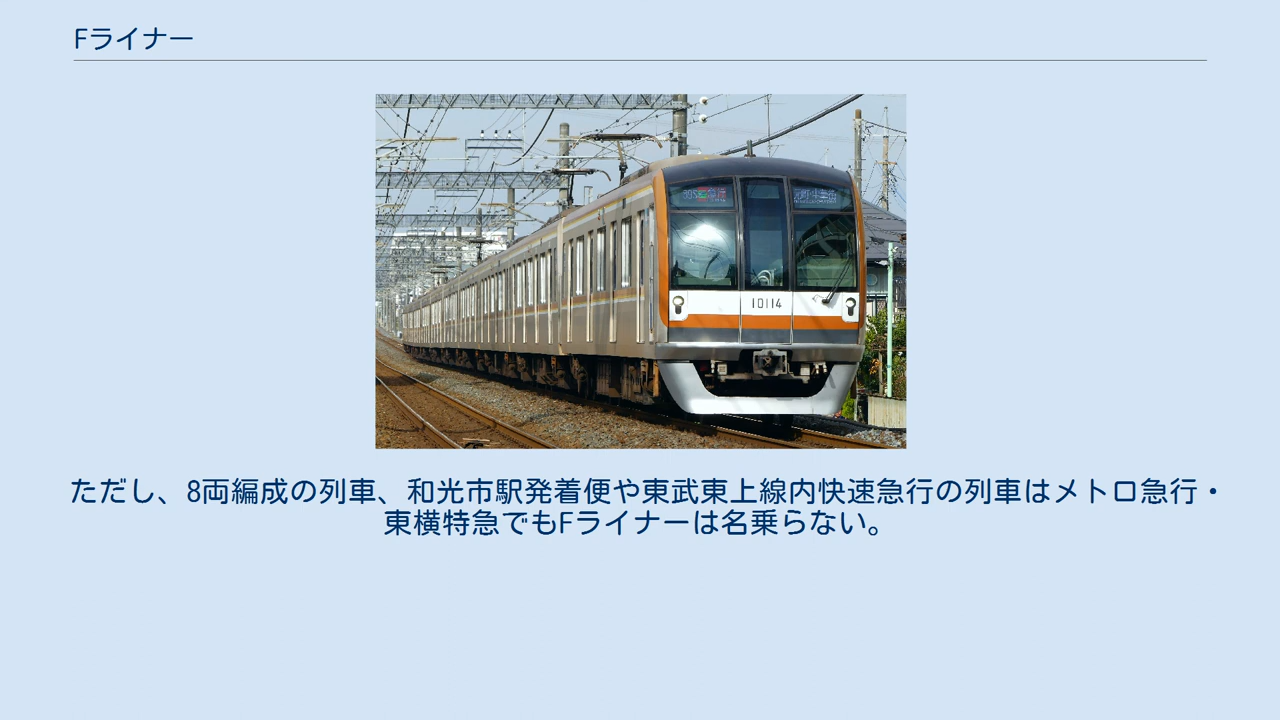 Fライナー
10114
ただし、8両編成の列車、和光市駅発着便や東武東上線内快速急行の列車はメトロ急行・
東横特急でもFライナーは名乗らない。